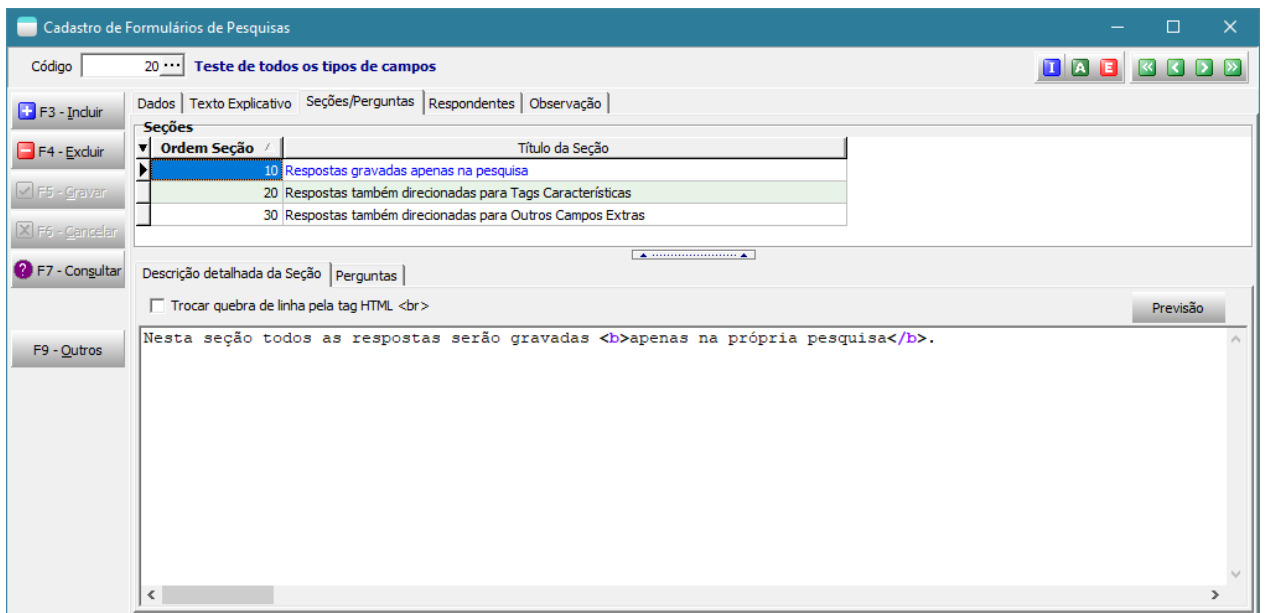 Cadastro de Formulários de Pesquisas
Código 20 ... Teste de todos os tipos de campos I A E
F3 - Incluir
F4 - Excluir
F5 - Gravar
F6 - Cancelar
F7 - Consultar
F9 - Outros
Dados Texto Explicativo Seções/Perguntas Respondentes Observação
Seções
Ordem Seção Título da Seção
10 Respostas gravadas apenas na pesquisa
20 Respostas também direcionadas para Tags Características
30 Respostas também direcionadas para Outros Campos Extras
Descrição detalhada da Seção Perguntas
Trocar quebra de linha pela tag HTML <br> Previsão
Nesta seção todos as respostas serão gravadas <b>apenas na própria pesquisa</b>.